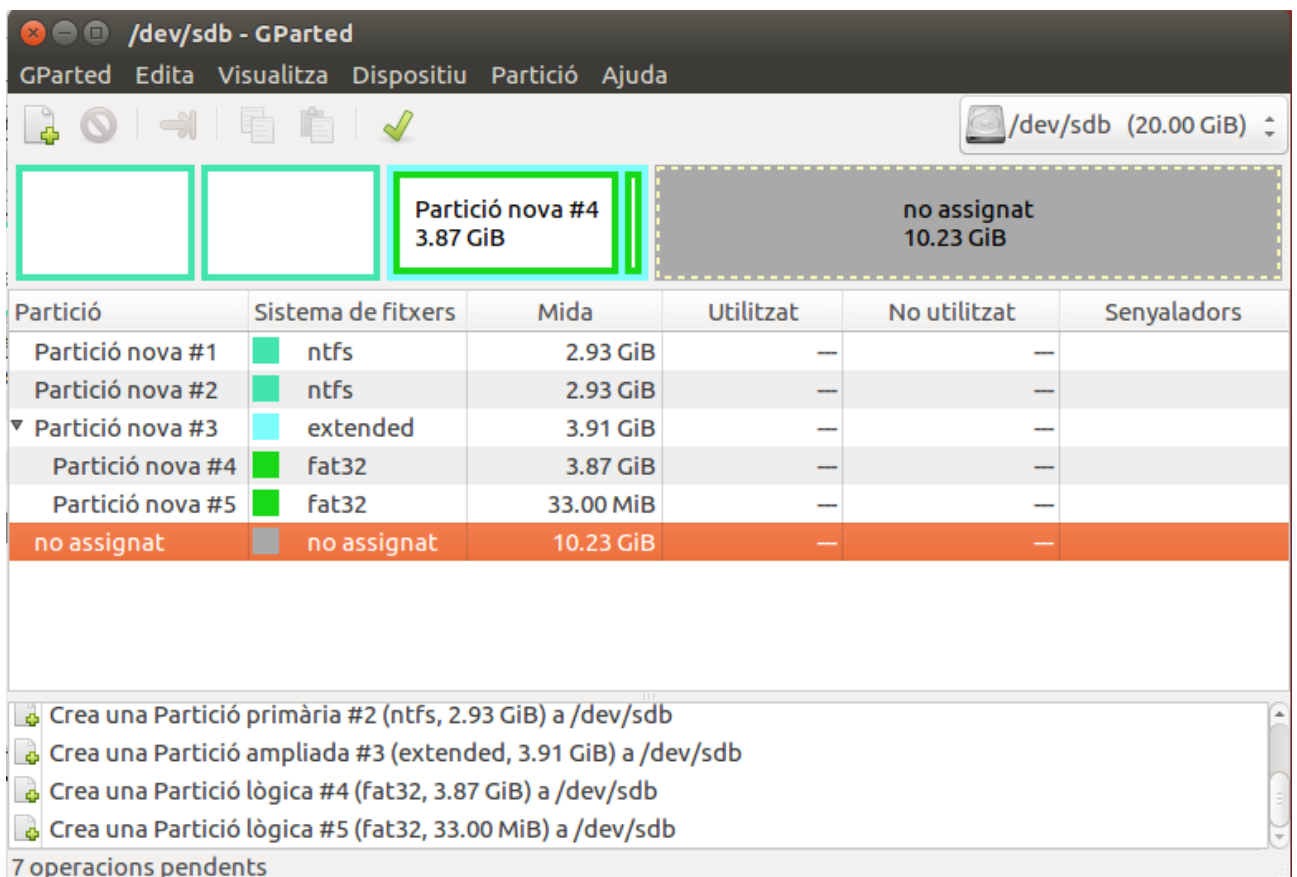 /dev/sdb - GParted
GParted Edita Visualitza Dispositiu Partició Ajuda
/dev/sdb (20.00 GiB)
Partició nova #4
3.87 GiB
no assignat
10.23 GiB
Partició Sistema de fitxers Mida Utilitzat No utilitzat Senyaladors
Partició nova #1 ntfs 2.93 GiB --- ---
Partició nova #2 ntfs 2.93 GiB --- ---
Partició nova #3 extended 3.91 GiB --- ---
Partició nova #4 fat32 3.87 GiB --- ---
Partició nova #5 fat32 33.00 MiB --- ---
no assignat no assignat 10.23 GiB --- ---
Crea una Partició primària #2 (ntfs, 2.93 GiB) a /dev/sdb
Crea una Partició ampliada #3 (extended, 3.91 GiB) a /dev/sdb
Crea una Partició lògica #4 (fat32, 3.87 GiB) a /dev/sdb
Crea una Partició lògica #5 (fat32, 33.00 MiB) a /dev/sdb
7 operacions pendents